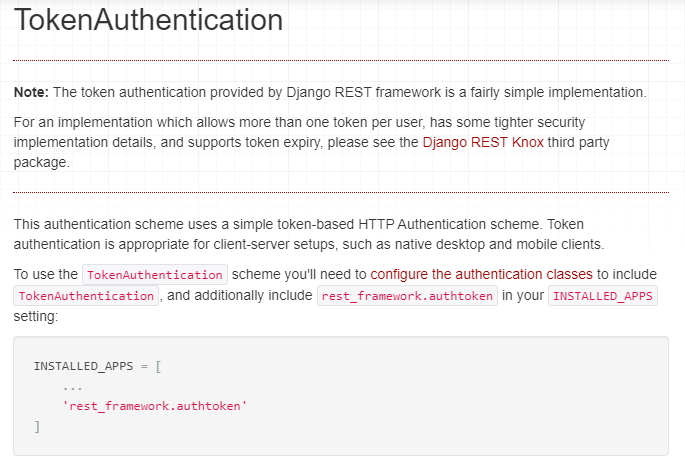 TokenAuthentication
Note: The token authentication provided by Django REST framework is a fairly simple implementation.
For an implementation which allows more than one token per user, has some tighter security
implementation details, and supports token expiry, please see the Django REST Knox third party
package.
This authentication scheme uses a simple token-based HTTP Authentication scheme. Token
authentication is appropriate for client-server setups, such as native desktop and mobile clients.
To use the TokenAuthentication scheme you'll need to configure the authentication classes to include
TokenAuthentication, and additionally include rest_framework.authtoken in your INSTALLED_APPS
setting:
INSTALLED_APPS = [
    ...
    'rest_framework.authtoken'
]